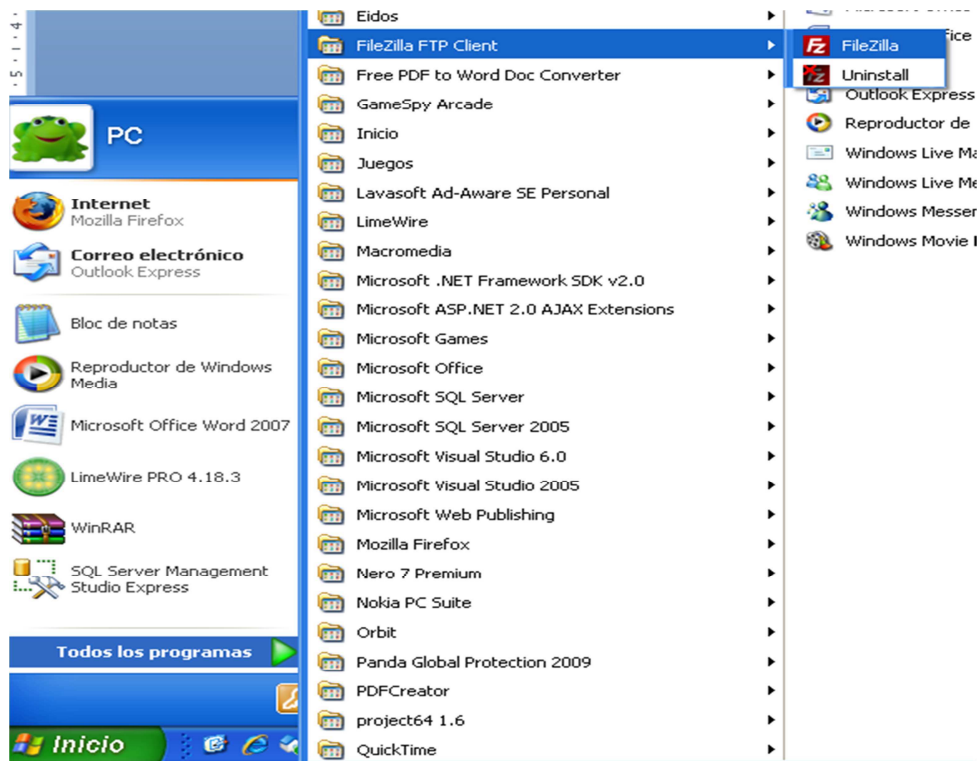 5 · 1 · 4 ·
PC
Internet
Mozilla Firefox
Correo electrónico
Outlook Express
Bloc de notas
Reproductor de Windows
Media
Microsoft Office Word 2007
LimeWire PRO 4.18.3
WinRAR
SQL Server Management
Studio Express
Todos los programas
Inicio
Eidos
FileZilla FTP Client
Free PDF to Word Doc Converter
GameSpy Arcade
Inicio
Juegos
Lavasoft Ad-Aware SE Personal
LimeWire
Macromedia
Microsoft .NET Framework SDK v2.0
Microsoft ASP.NET 2.0 AJAX Extensions
Microsoft Games
Microsoft Office
Microsoft SQL Server
Microsoft SQL Server 2005
Microsoft Visual Studio 6.0
Microsoft Visual Studio 2005
Microsoft Web Publishing
Mozilla Firefox
Nero 7 Premium
Nokia PC Suite
Orbit
Panda Global Protection 2009
PDFCreator
project64 1.6
QuickTime
FileZilla
Uninstall
Outlook Express
Reproductor de
Windows Live
Windows Live
Windows
Windows Movie